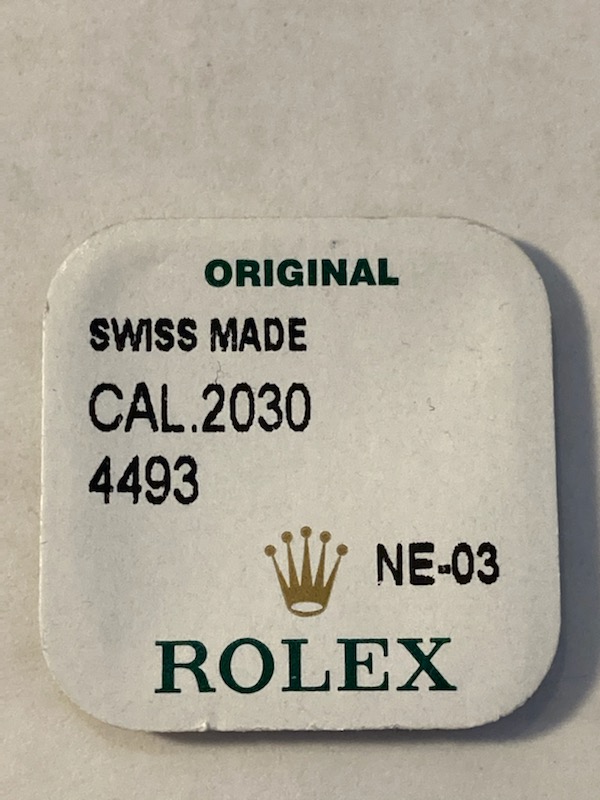 ORIGINAL
SWISS MADE
CAL.2030
4493
NE-03
ROLEX